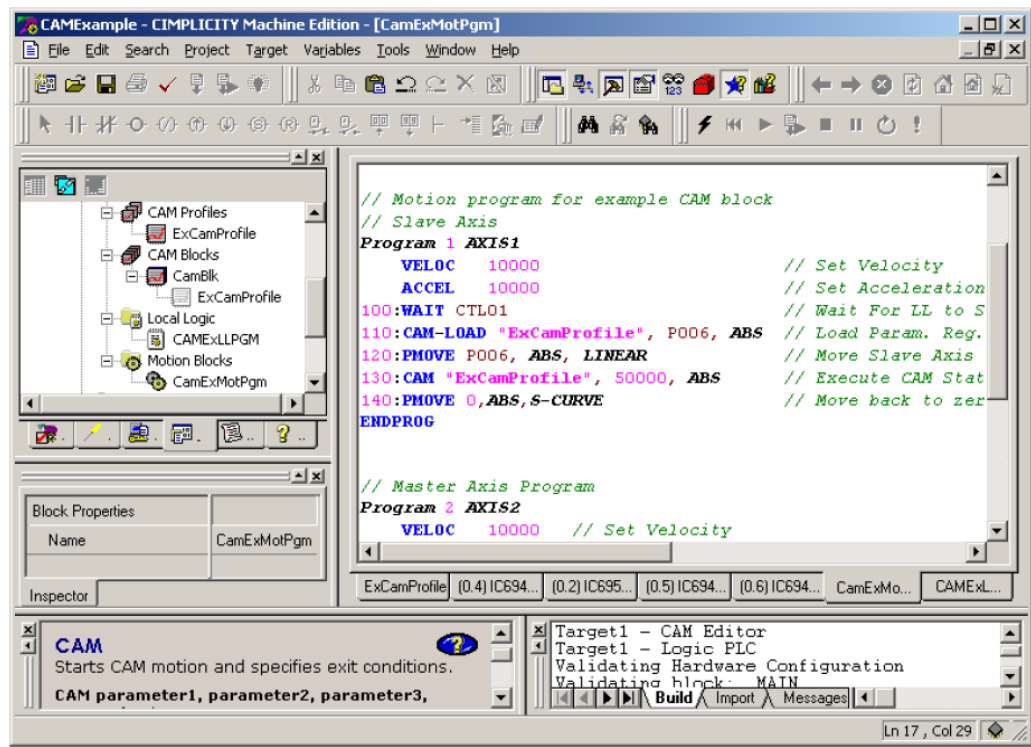 CAMExample - CIMPLICITY Machine Edition - [CamExMotPgm]
File Edit Search Project Target Variables Tools Window Help
123
CAM Profiles
ExCamProfile
CAM Blocks
CamBlk
ExCamProfile
Local Logic
CAMExLLPGM
Motion Blocks
CamExMotPgm
Block Properties
Name CamExMotPgm
Inspector
// Motion program for example CAM block
// Slave Axis
Program 1 AXIS1
VELOC 10000 // Set Velocity
ACCEL 10000 // Set Acceleration
100:WAIT CTL01 // Wait For LL to S
110:CAM-LOAD "ExCamProfile", P006, ABS // Load Param. Reg.
120:PMOVE P006, ABS, LINEAR // Move Slave Axis
130:CAM "ExCamProfile", 50000, ABS // Execute CAM Stat
140:PMOVE 0,ABS,S-CURVE // Move back to zer
ENDPROG
// Master Axis Program
Program 2 AXIS2
VELOC 10000 // Set Velocity
ExCamProfile (0.4) IC694... (0.2) IC695... (0.5) IC694... (0.6) IC694... CamExMo... CAMExL...
CAM
Starts CAM motion and specifies exit conditions.
CAM parameter1, parameter2, parameter3,
Target1 - CAM Editor
Target1 - Logic PLC
Validating Hardware Configuration
Validating block: MAIN
Build Import Messages
Ln 17 , Col 29